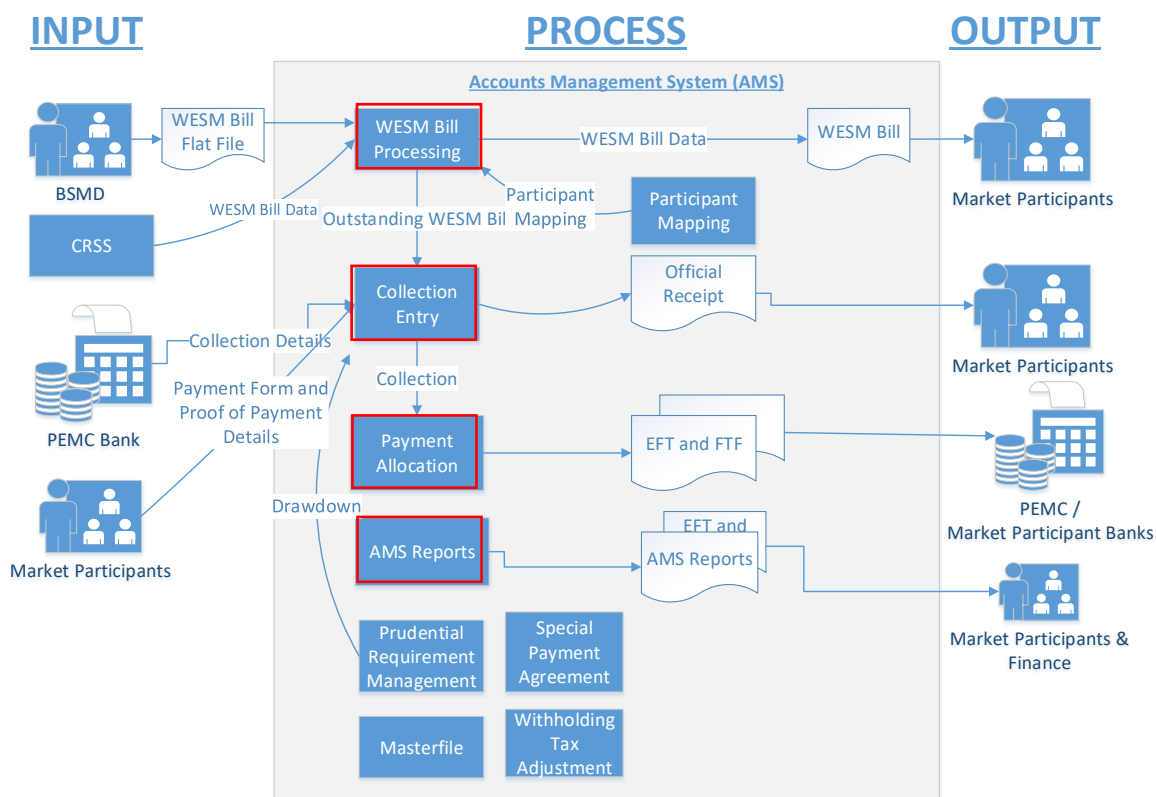 INPUT
PROCESS
OUTPUT
Accounts Management System (AMS)
WESM Bill
Flat File
BSMD
WESM Bill
Processing
WESM Bill Data
WESM Bill
Market Participants
CRSS
WESM Bill Data
Participant
Mapping
Outstanding WESM Bil
Participant
Mapping
Collection
Entry
Official
Receipt
Market Participants
Collection Details
PEMC Bank
Collection
Payment Form and
Proof of Payment
Details
Payment
Allocation
EFT and FTF
PEMC /
Market Participant Banks
Market Participants
Drawdown
AMS Reports
EFT and
AMS Reports
Market Participants &
Finance
Prudential
Requirement
Management
Special
Payment
Agreement
Masterfile
Withholding
Tax
Adjustment